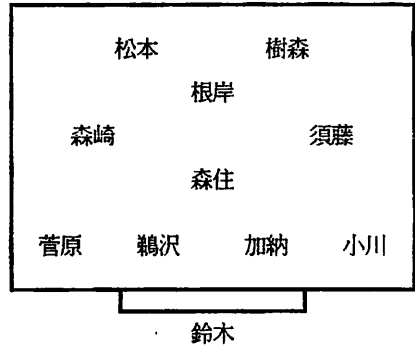 松本 樹森
根岸
森崎 須藤
森住
菅原 鵜沢 加納 小川
鈴木